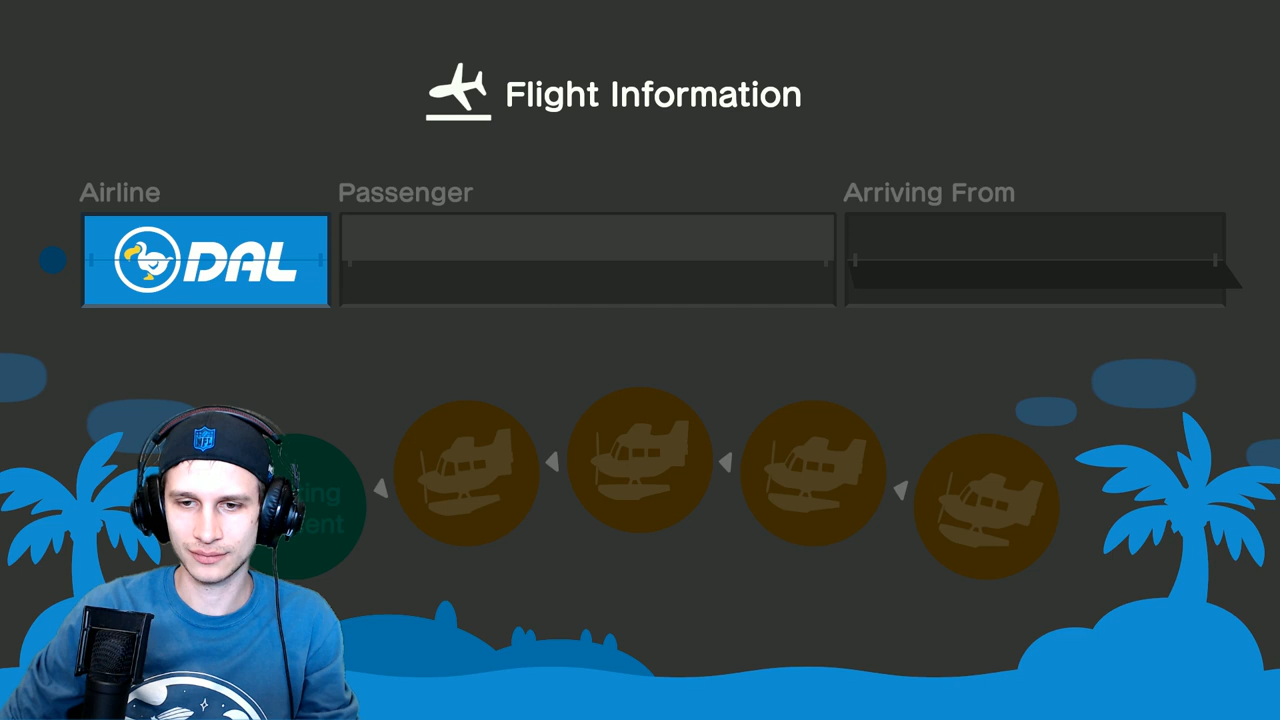 Flight Information
Airline
Passenger
Arriving From
DAL